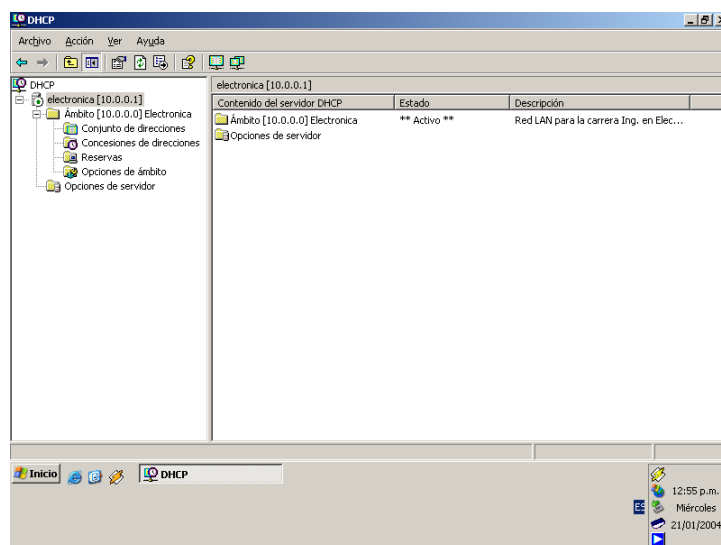 DHCP
Archivo Acción Ver Ayuda
DHCP
electronica [10.0.0.1]
Ámbito [10.0.0.0] Electronica
Conjunto de direcciones
Concesiones de direcciones
Reservas
Opciones de ámbito
Opciones de servidor
electronica [10.0.0.1]
Contenido del servidor DHCP Estado Descripción
Ámbito [10.0.0.0] Electronica ** Activo ** Red LAN para la carrera Ing. en Elec...
Opciones de servidor
Inicio DHCP
12:55 p.m.
ES Miércoles
21/01/2004